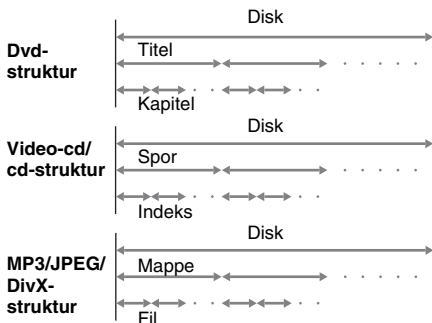 Disk
Dvd-
struktur
Titel
Kapitel
Disk
Video-cd/
cd-struktur
Spor
Indeks
Disk
MP3/JPEG/
DivX-
struktur
Mappe
Fil